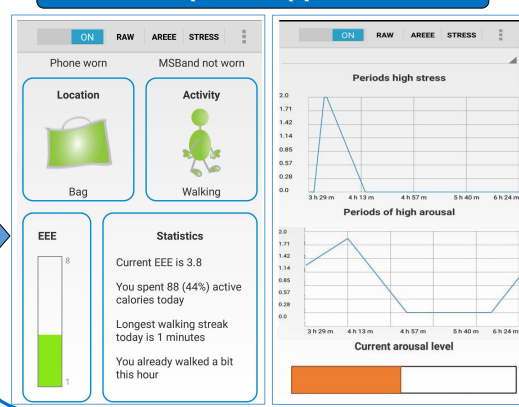 ON RAW AREEE STRESS
Phone worn MSBand not worn
Location
Bag
Activity
Walking
EEE
8
1
Statistics
Current EEE is 3.8
You spent 88 (44%) active
calories today
Longest walking streak
today is 1 minutes
You already walked a bit
this hour
ON RAW AREEE STRESS
Periods high stress
2.0
1.71
1.42
1.14
0.85
0.57
0.28
0.0
3 h 29 m 4 h 13 m 4 h 57 m 5 h 40 m 6 h 24 m
Periods of high arousal
2.0
1.71
1.42
1.14
0.85
0.57
0.28
0.0
3 h 29 m 4 h 13 m 4 h 57 m 5 h 40 m 6 h 24 m
Current arousal level